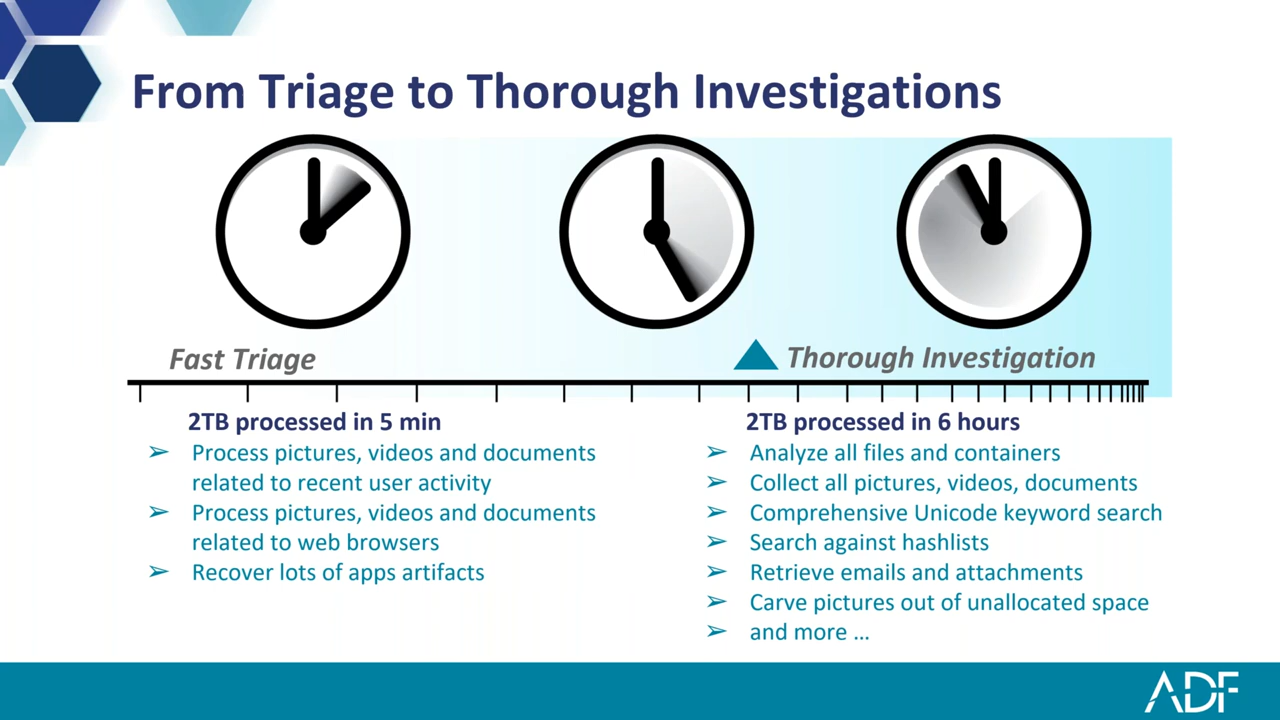 From Triage to Thorough Investigations
Fast Triage
Thorough Investigation
2TB processed in 5 min
➢ Process pictures, videos and documents
related to recent user activity
➢ Process pictures, videos and documents
related to web browsers
➢ Recover lots of apps artifacts
2TB processed in 6 hours
➢ Analyze all files and containers
➢ Collect all pictures, videos, documents
➢ Comprehensive Unicode keyword search
➢ Search against hashlists
➢ Retrieve emails and attachments
➢ Carve pictures out of unallocated space
➢ and more …
ADF